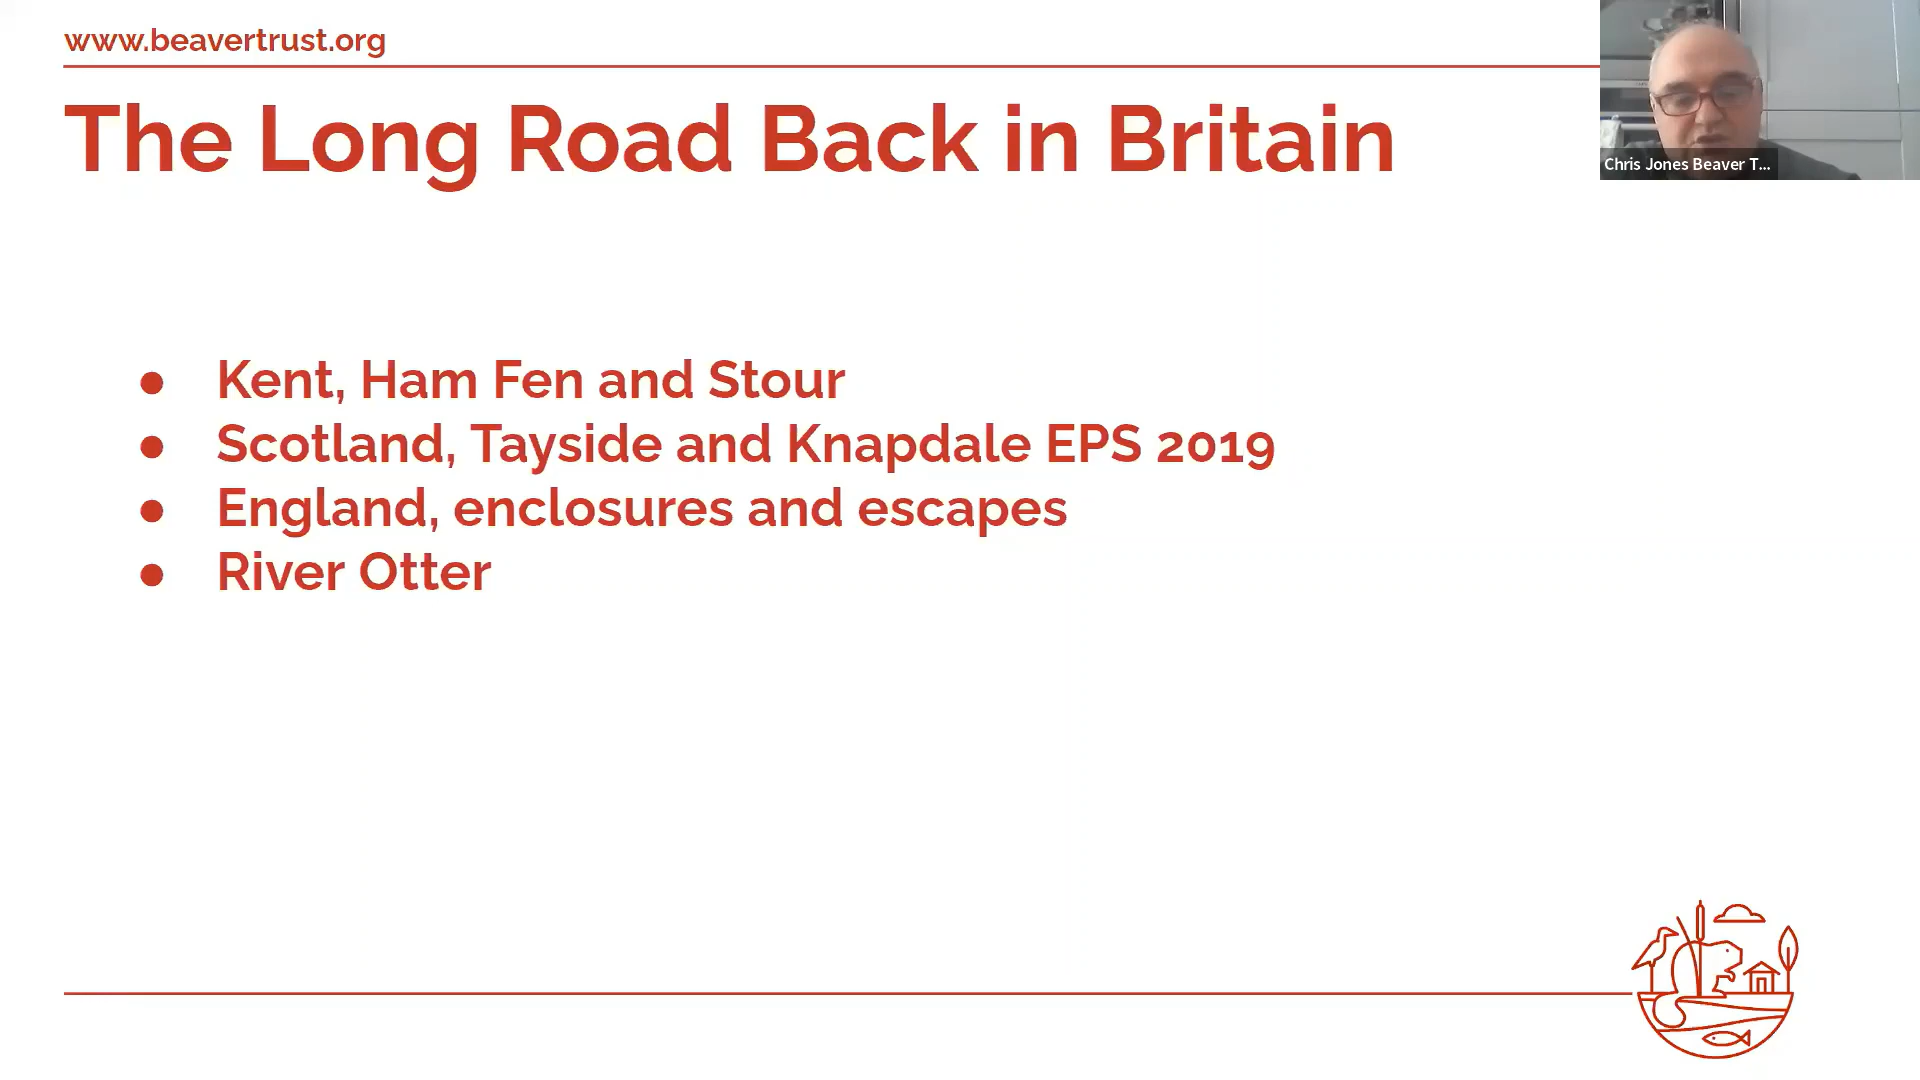 www.beavertrust.org
The Long Road Back in Britain
Chris Jones Beaver T...
● Kent, Ham Fen and Stour
● Scotland, Tayside and Knapdale EPS 2019
● England, enclosures and escapes
● River Otter